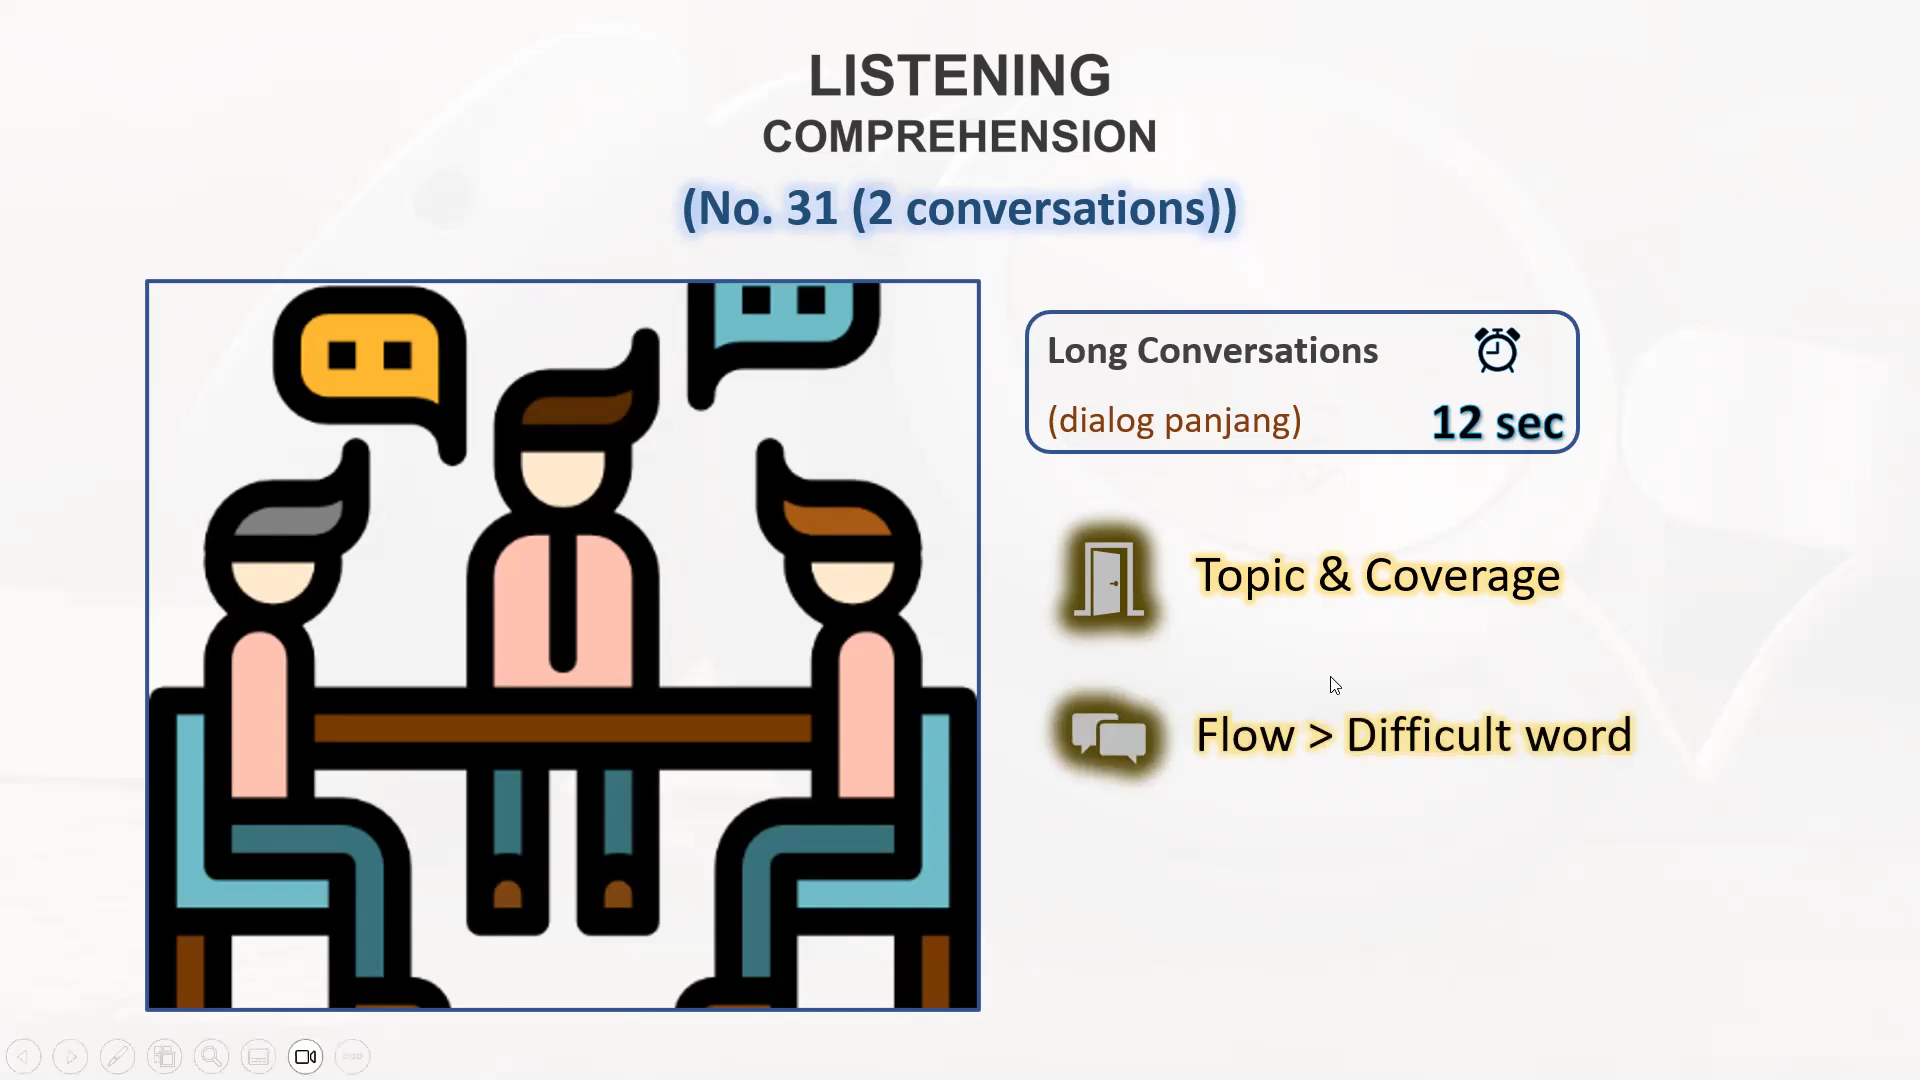 LISTENING
COMPREHENSION
(No. 31 (2 conversations))
Long Conversations
(dialog panjang)
12 sec
Topic & Coverage
Flow > Difficult word